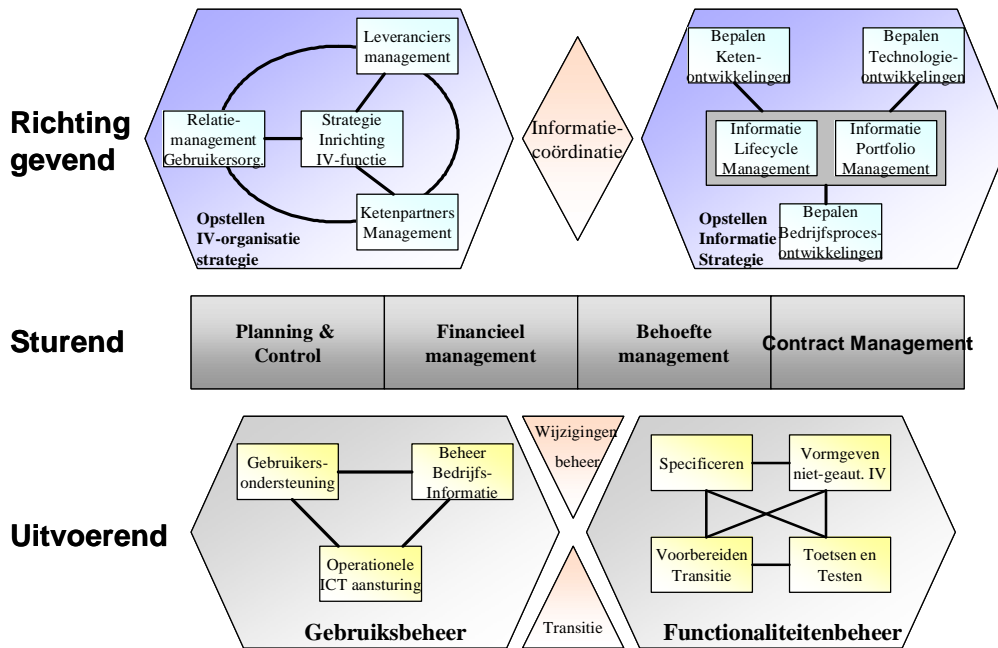 Richting
gevend
Leveranciers
management
Relatie-
management
Gebruikersorg.
Strategie
Inrichting
IV-functie
Ketenpartners
Management
Opstellen
IV-organisatie
strategie
Informatie-
coördinatie
Bepalen
Keten-
ontwikkelingen
Bepalen
Technologie-
ontwikkelingen
Informatie
Lifecycle
Management
Informatie
Portfolio
Management
Bepalen
Bedrijfsproces-
ontwikkelingen
Opstellen
Informatie
Strategie
Sturend
Planning &
Control
Financieel
management
Behoefte
management
Contract Management
Uitvoerend
Gebruikers-
ondersteuning
Beheer
Bedrijfs-
Informatie
Operationele
ICT aansturing
Gebruiksbeheer
Wijzigingen
beheer
Transitie
Specificeren
Vormgeven
niet-geaut. IV
Voorbereiden
Transitie
Toetsen en
Testen
Functionaliteitenbeheer